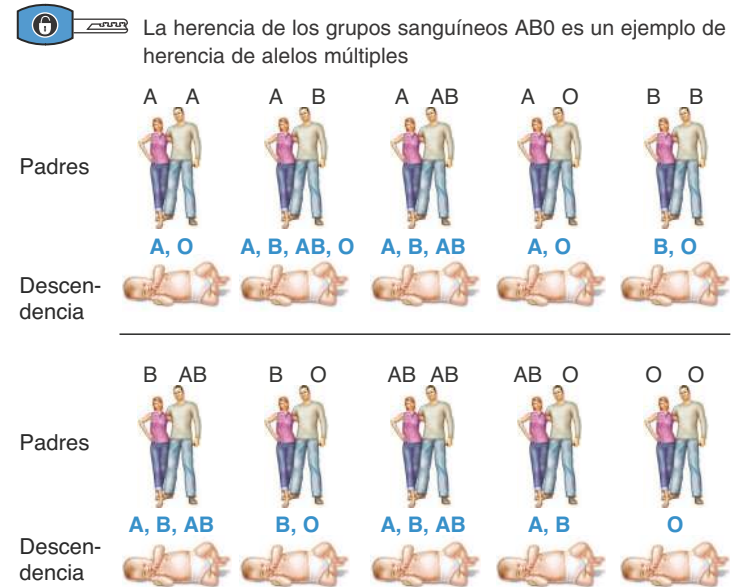 La herencia de los grupos sanguíneos AB0 es un ejemplo de
herencia de alelos múltiples
A A A B A AB A O B B
Padres
A, O A, B, AB, O A, B, AB A, O B, O
Descen-
dencia
B AB B O AB AB AB O O O
Padres
A, B, AB B, O A, B, AB A, B O
Descen-
dencia